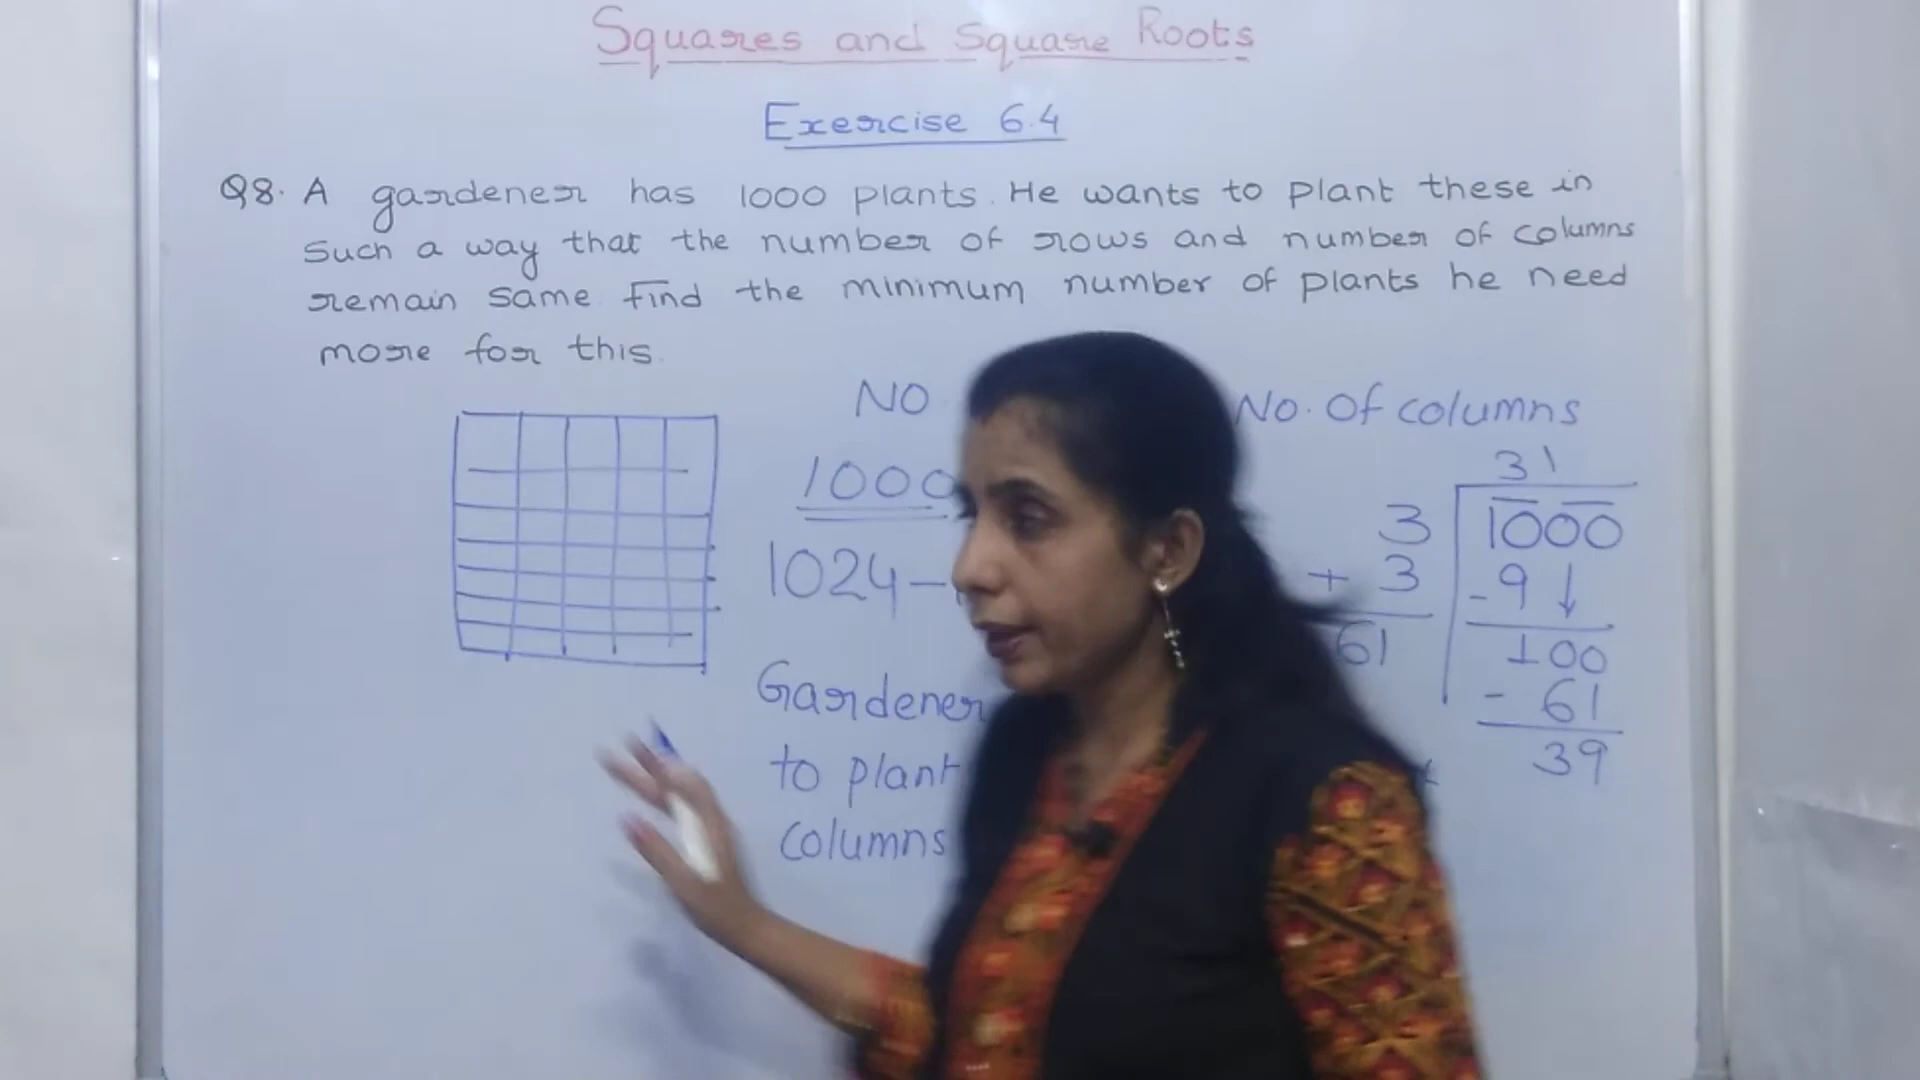 Squares and Square Roots
Exercise 6.4
Q8. A gardener has 1000 plants. He wants to plant these in
such a way that the number of rows and number of columns
remain same. Find the minimum number of plants he need
more for this.
NO
No. Of columns
1000
1024 -
Gardener
to plant
columns
31
3 1000
+ 3 - 9 ↓
61 100
- 61
39